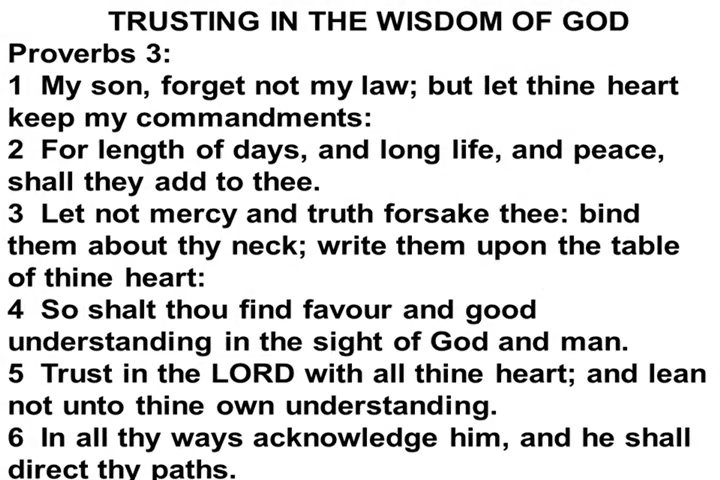 TRUSTING IN THE WISDOM OF GOD
Proverbs 3:
1 My son, forget not my law; but let thine heart
keep my commandments:
2 For length of days, and long life, and peace,
shall they add to thee.
3 Let not mercy and truth forsake thee: bind
them about thy neck; write them upon the table
of thine heart:
4 So shalt thou find favour and good
understanding in the sight of God and man.
5 Trust in the LORD with all thine heart; and lean
not unto thine own understanding.
6 In all thy ways acknowledge him, and he shall
direct thy paths.